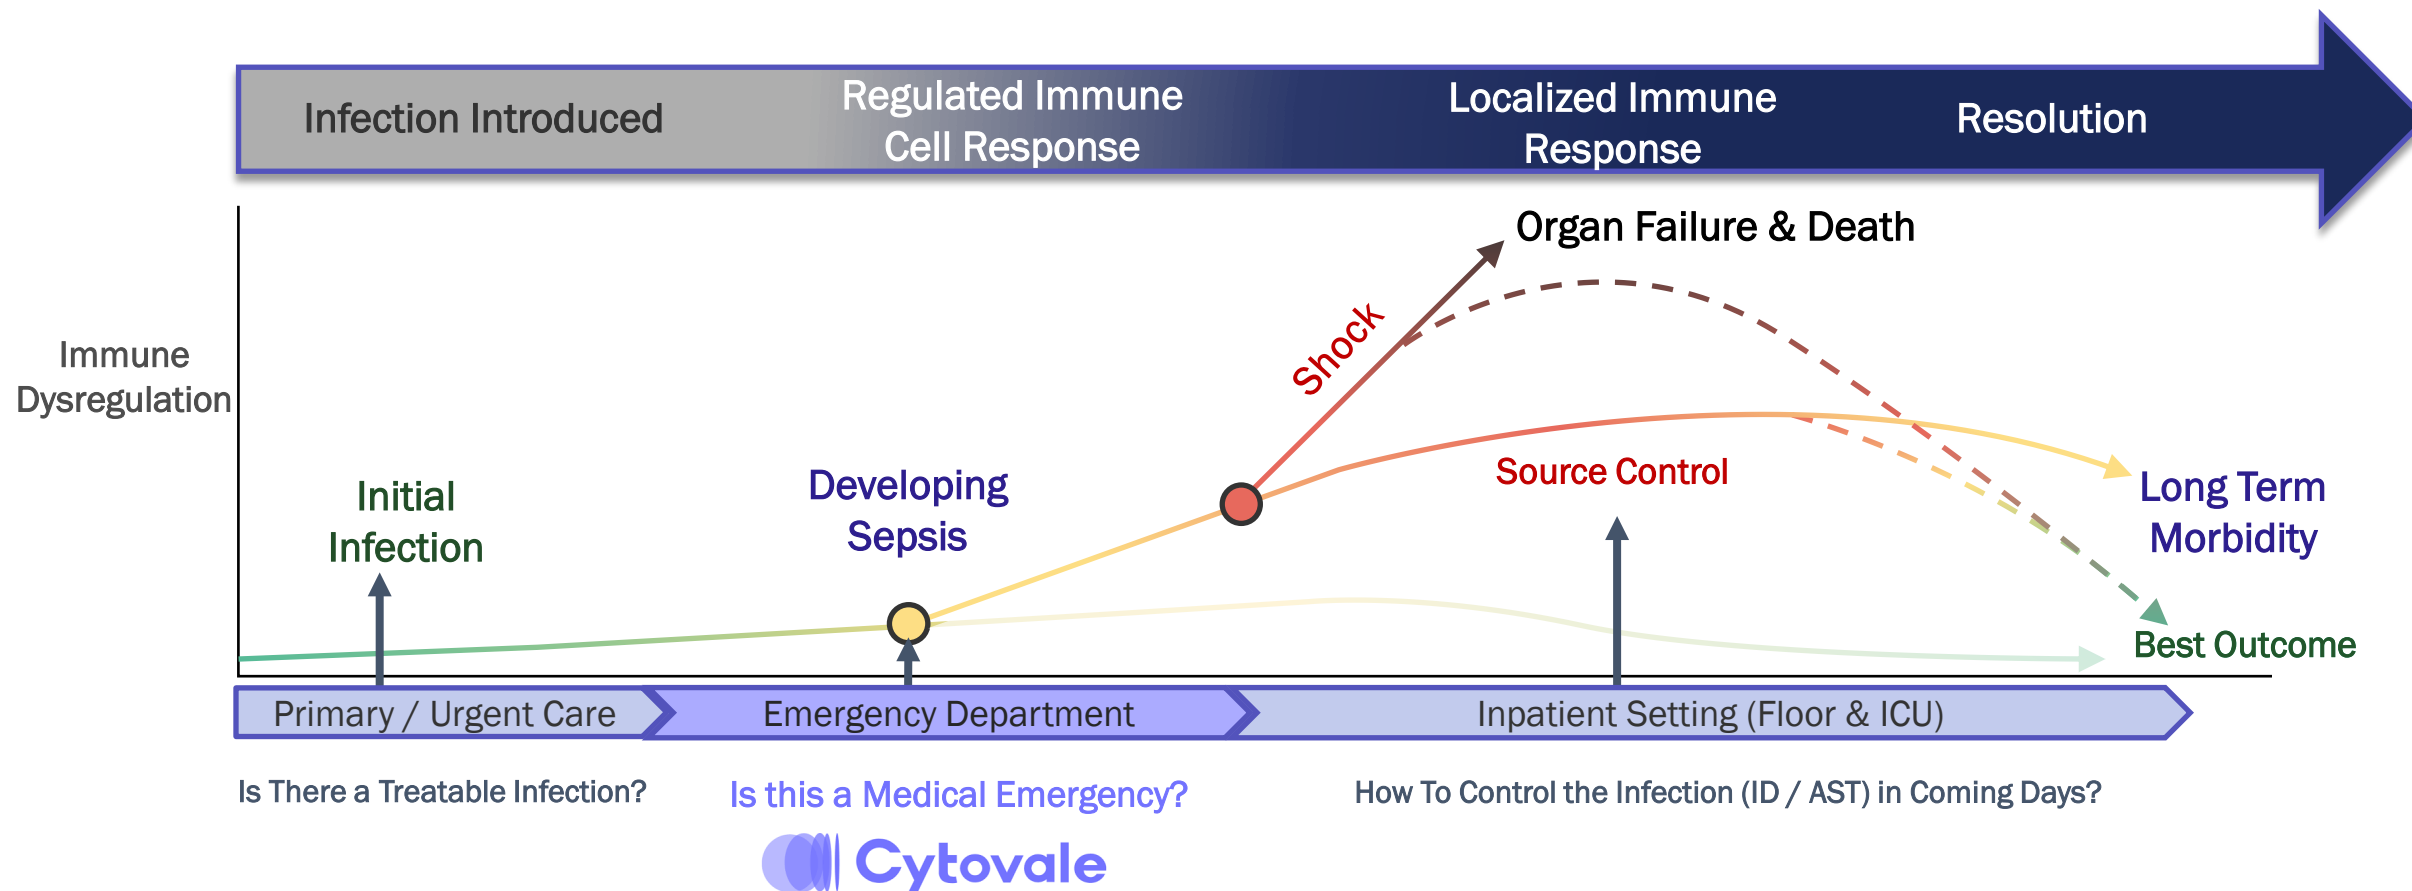 Infection Introduced
Regulated Immune
Cell Response
Localized Immune
Response
Resolution
Organ Failure & Death
Shock
Immune
Dysregulation
Source Control
Developing
Sepsis
Initial
Infection
Long Term
Morbidity
Best Outcome
Primary / Urgent Care
Emergency Department
Inpatient Setting (Floor & ICU)
Is There a Treatable Infection?
Is this a Medical Emergency?
How To Control the Infection (ID / AST) in Coming Days?
Cytovale